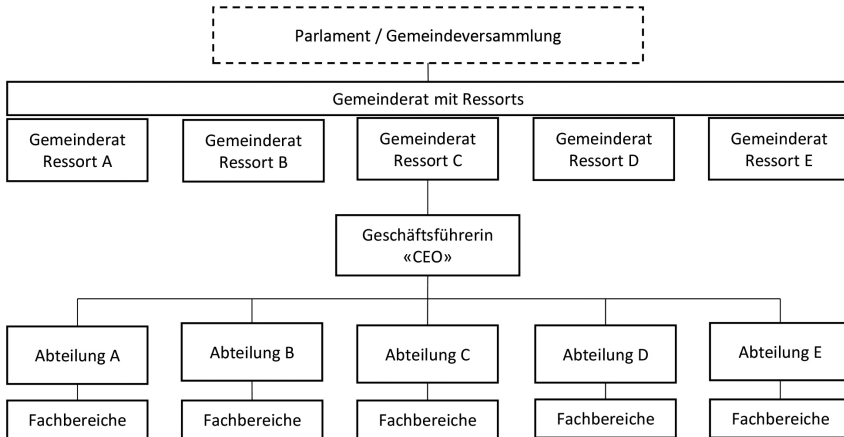 Parlament / Gemeindeversammlung
Gemeinderat mit Ressorts
Gemeinderat
Ressort A
Gemeinderat
Ressort B
Gemeinderat
Ressort C
Gemeinderat
Ressort D
Gemeinderat
Ressort E
Geschäftsführerin
«CEO»
Abteilung A
Abteilung B
Abteilung C
Abteilung D
Abteilung E
Fachbereiche
Fachbereiche
Fachbereiche
Fachbereiche
Fachbereiche